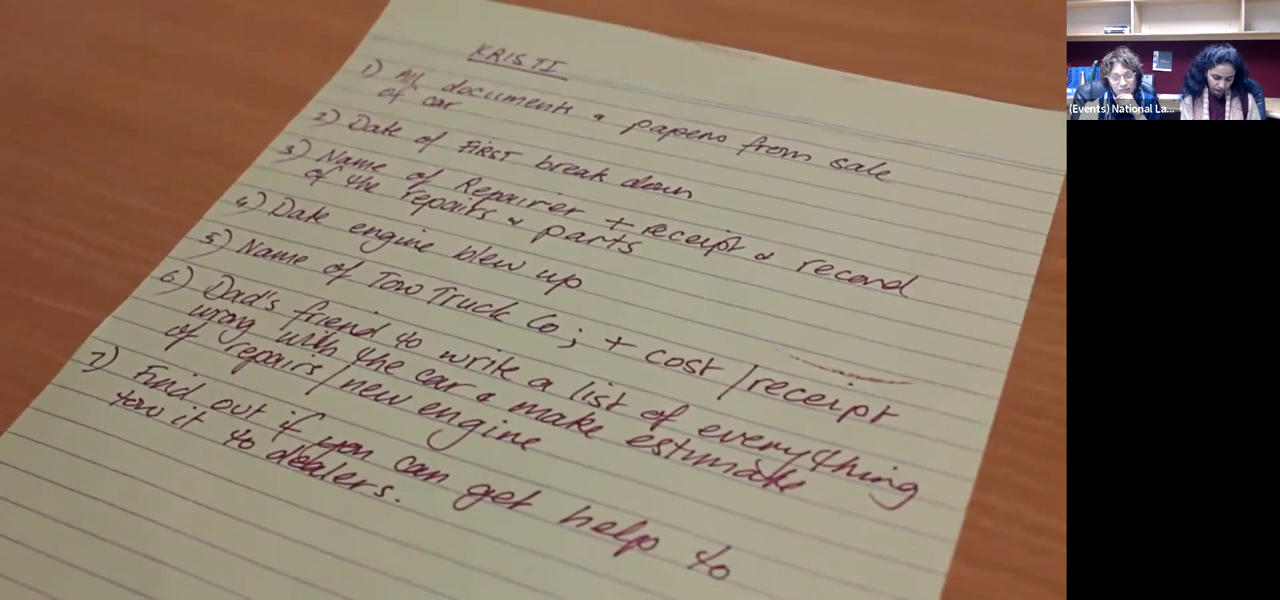 KRISTI
1) All documents & papers from sale
of car
2) Date of FIRST break down
3) Name of Repairer + receipt & record
of the repairs & parts
4) Date engine blew up
5) Name of Tow Truck Co; + cost/receipt
6) Dad's friend to write a list of everything
wrong with the car & make estimate
of repairs/new engine
7) Find out if you can get help to
tow it to dealers.
(Events) National La...